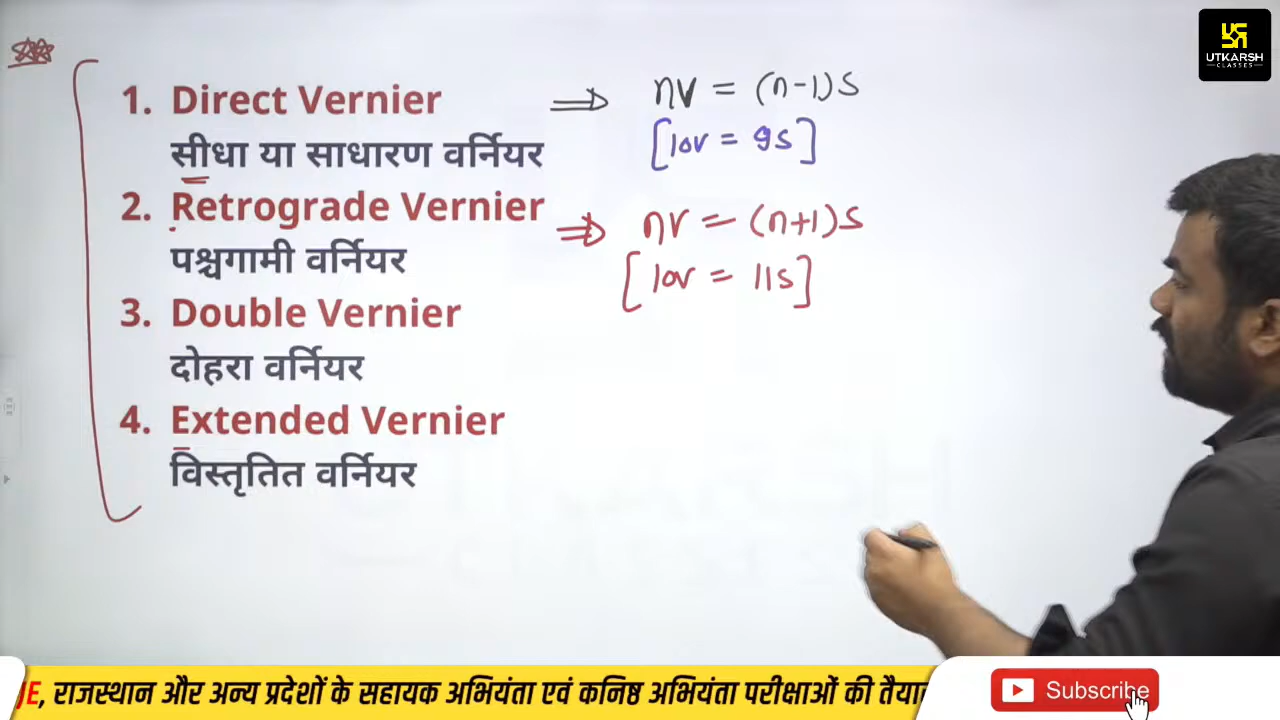 UTKARSH
CLASSES
1. Direct Vernier ⇒ nv = (n-1)s
सीधा या साधारण वर्नियर [10v = 9s]
2. Retrograde Vernier ⇒ nv = (n+1)s
पश्चगामी वर्नियर [10v = 11s]
3. Double Vernier
दोहरा वर्नियर
4. Extended Vernier
विस्तृतित वर्नियर
JE, राजस्थान और अन्य प्रदेशों के सहायक अभियंता एवं कनिष्ठ अभियंता परीक्षाओं की तैया
Subscribe